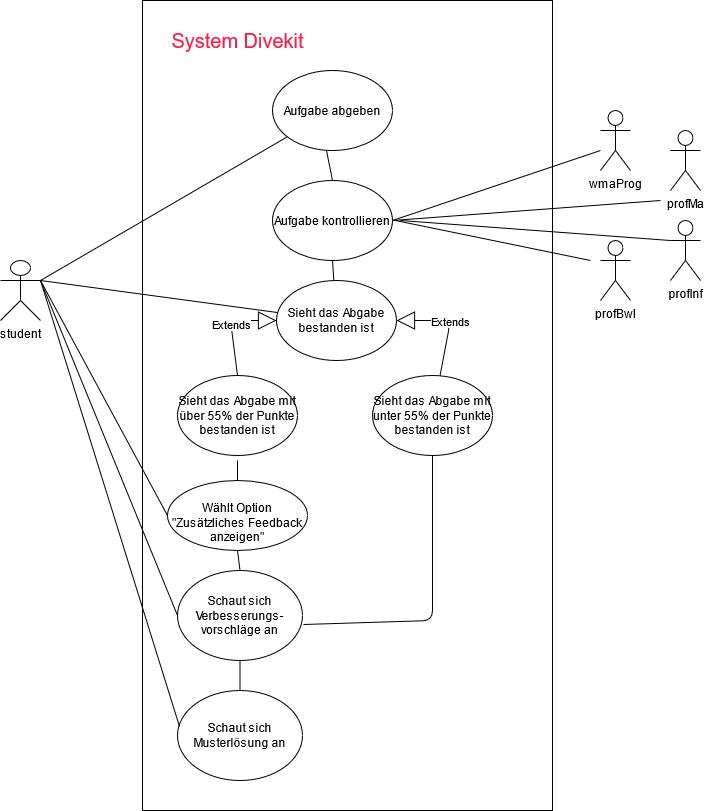 System Divekit
Aufgabe abgeben
wmaProg
profMa
Aufgabe kontrollieren
student
profBwl
profInf
Sieht das Abgabe
bestanden ist
Extends
Extends
Sieht das Abgabe mit
über 55% der Punkte
bestanden ist
Sieht das Abgabe mit
unter 55% der Punkte
bestanden ist
Wählt Option
"Zusätzliches Feedback
anzeigen"
Schaut sich
Verbesserungs-
vorschläge an
Schaut sich
Musterlösung an